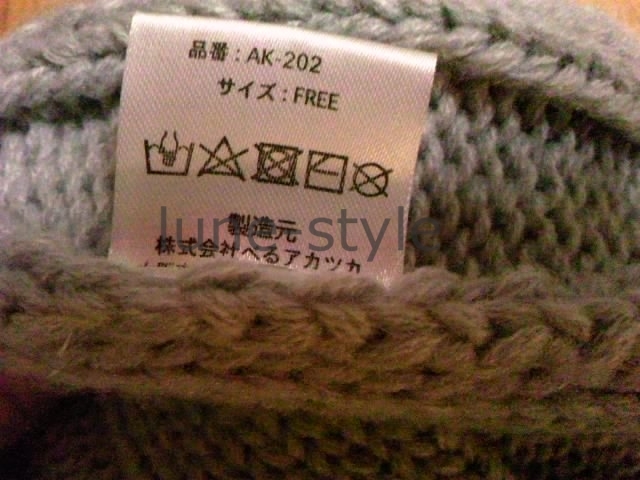 品番：AK-202
サイズ：FREE
製造元
lune style
株式会社べるアカツカ